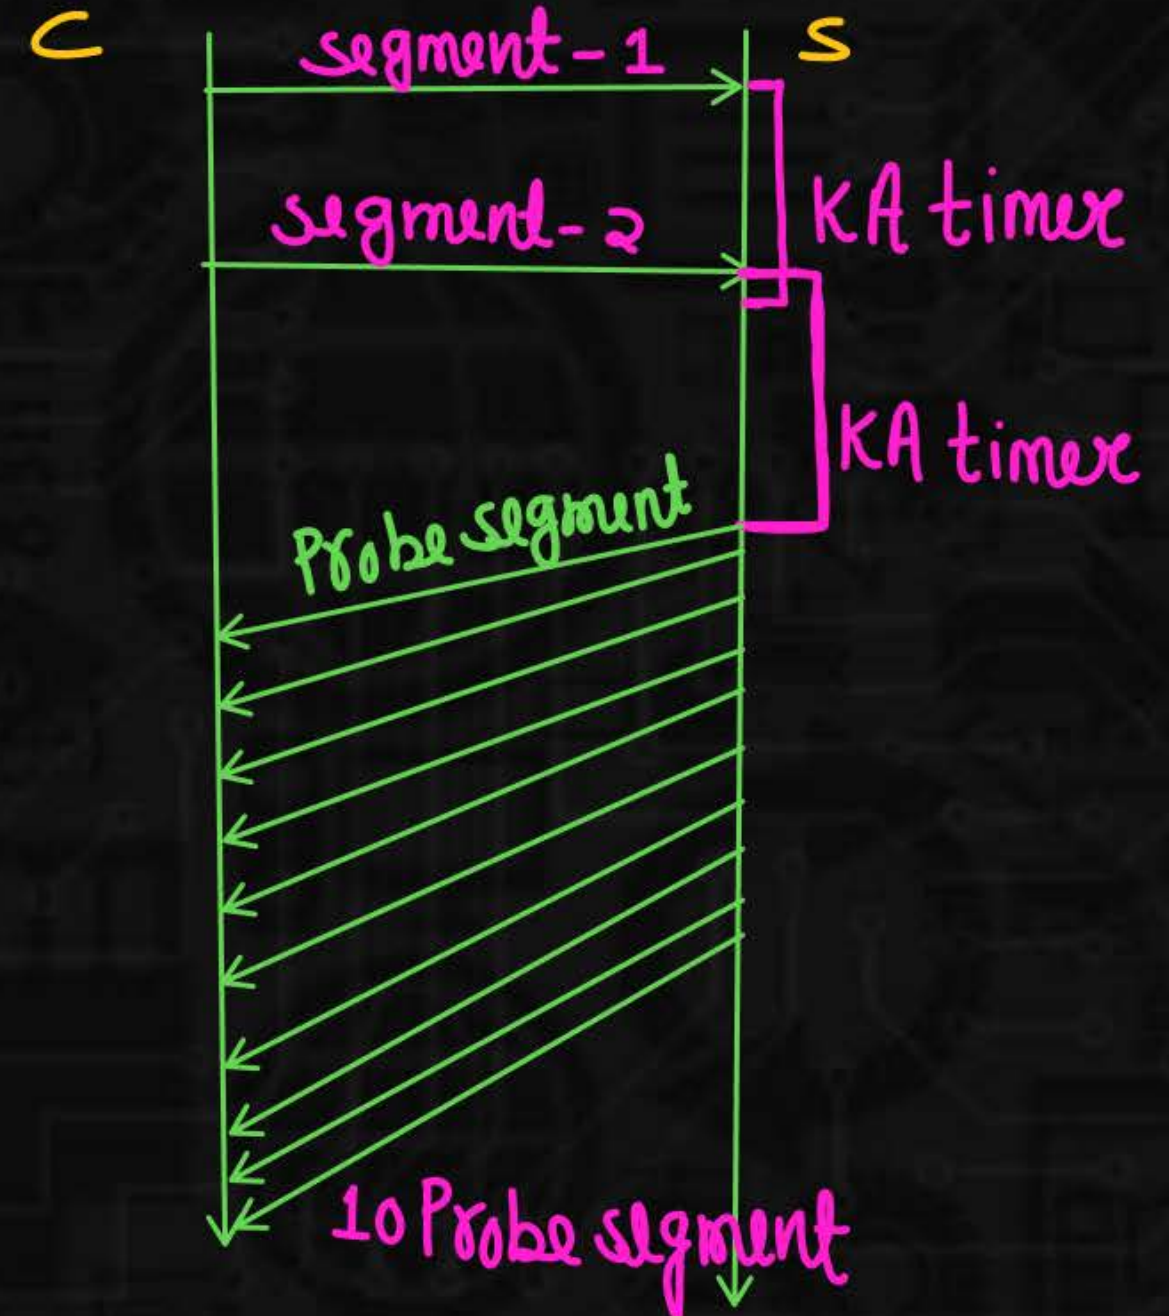 C
segment-1
S
KA timer
segment-2
KA timer
Probe segment
10 Probe segment